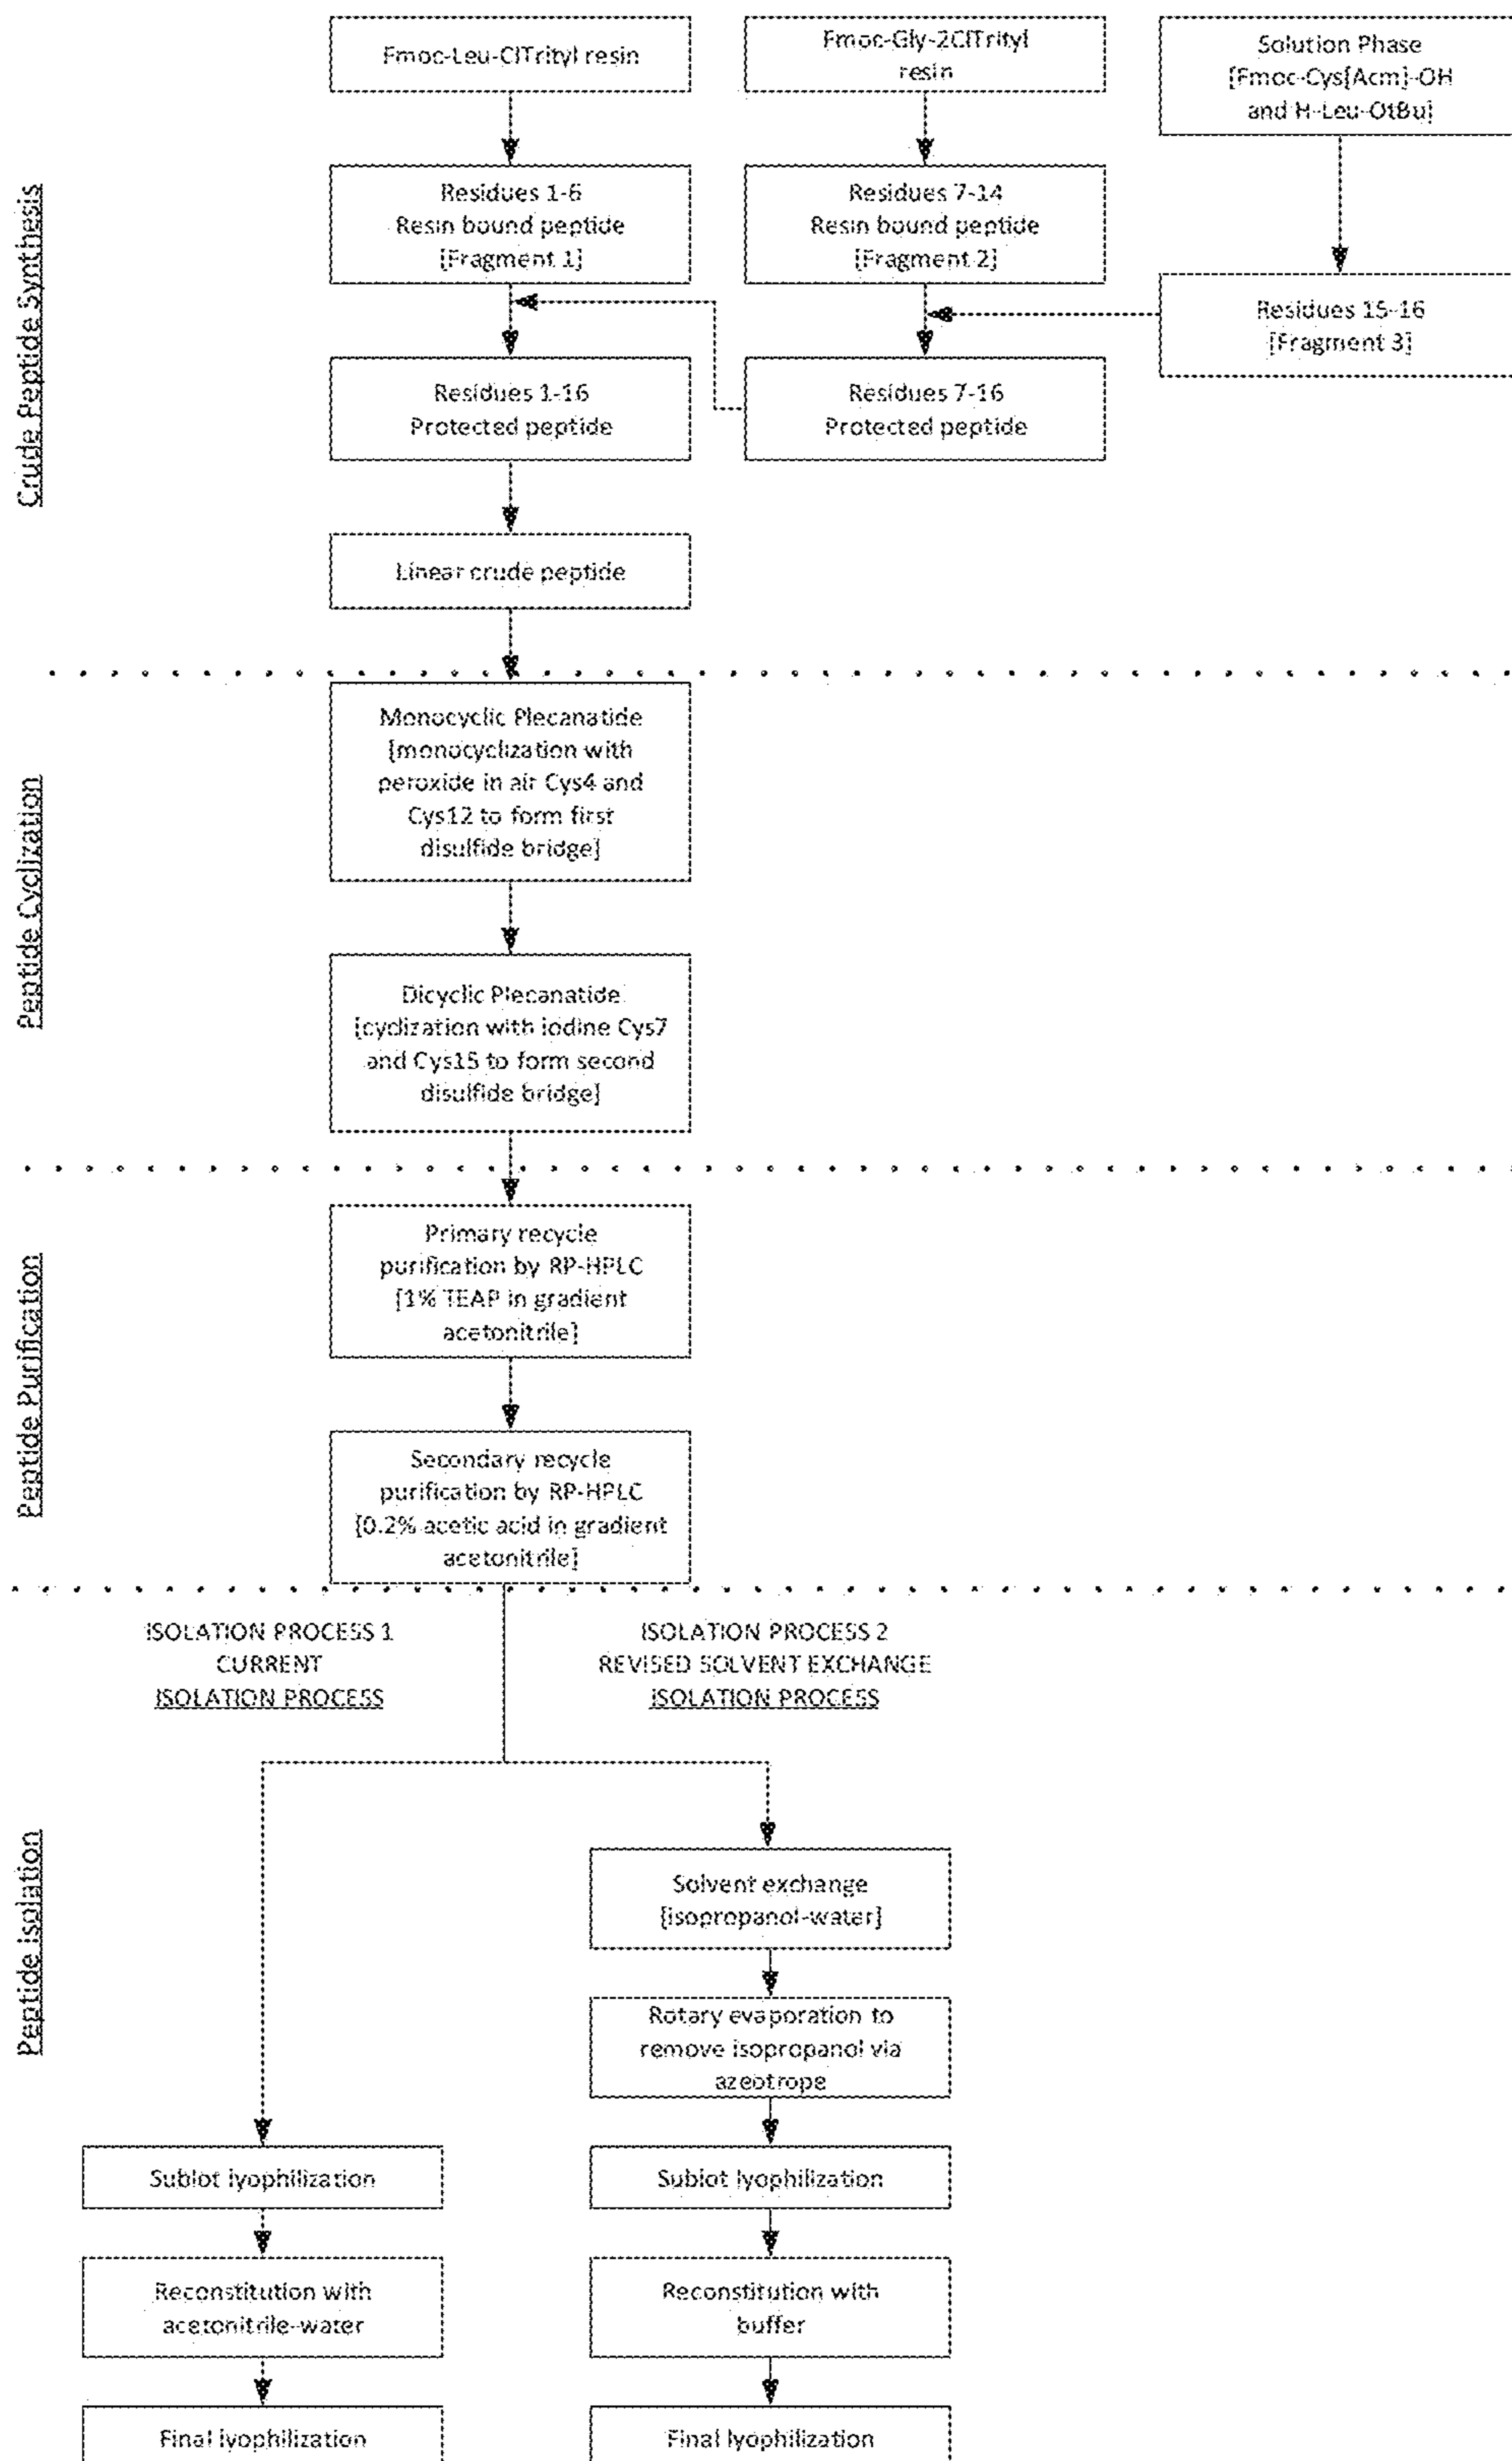 Crude Peptide Synthesis
Fmoc-Leu-ClTrityl resin
Fmoc-Gly-2ClTrityl
resin
Solution Phase
[Fmoc-Cys[Acm]-OH
and H-Leu-OtBu]
Residues 1-6
Resin bound peptide
[Fragment 1]
Residues 7-14
Resin bound peptide
[Fragment 2]
Residues 15-16
[Fragment 3]
Residues 1-16
Protected peptide
Residues 7-16
Protected peptide
Linear crude peptide
Peptide Cyclization
Monocyclic Plecanatide
[monocyclization with
peroxide in air Cys4 and
Cys12 to form first
disulfide bridge]
Dicyclic Plecanatide
[cyclization with iodine Cys7
and Cys15 to form second
disulfide bridge]
Peptide Purification
Primary recycle
purification by RP-HPLC
[1% TEAP in gradient
acetonitrile]
Secondary recycle
purification by RP-HPLC
[0.2% acetic acid in gradient
acetonitrile]
Peptide isolation
ISOLATION PROCESS 1
CURRENT
ISOLATION PROCESS
ISOLATION PROCESS 2
REVISED SOLVENT EXCHANGE
ISOLATION PROCESS
Solvent exchange
[isopropanol-water]
Rotary evaporation to
remove isopropanol via
azeotrope
Sublot lyophilization
Sublot lyophilization
Reconstitution with
acetonitrile-water
Reconstitution with
buffer
Final lyophilization
Final lyophilization